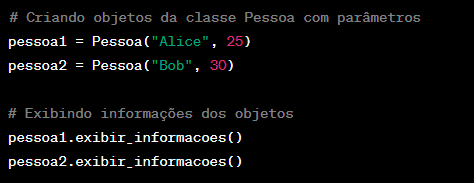 # Criando objetos da classe Pessoa com parâmetros
pessoa1 = Pessoa("Alice", 25)
pessoa2 = Pessoa("Bob", 30)
# Exibindo informações dos objetos
pessoa1.exibir_informacoes()
pessoa2.exibir_informacoes()